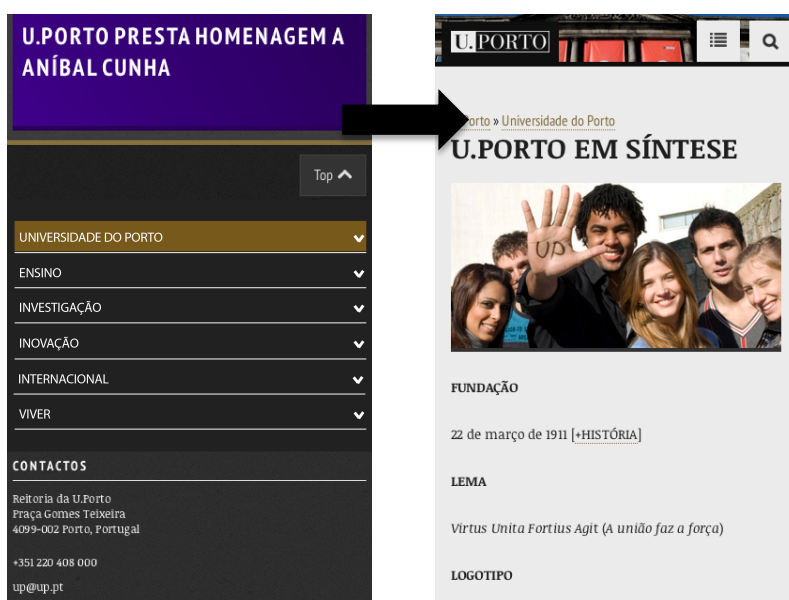 U.PORTO PRESTA HOMENAGEM A
ANÍBAL CUNHA
Top
UNIVERSIDADE DO PORTO
ENSINO
INVESTIGAÇÃO
INOVAÇÃO
INTERNACIONAL
VIVER
CONTACTOS
Reitoria da U.Porto
Praça Gomes Teixeira
4099-002 Porto, Portugal
+351 220 408 000
up@up.pt
U. PORTO
orto » Universidade do Porto
U.PORTO EM SÍNTESE
UP
FUNDAÇÃO
22 de março de 1911 [+HISTÓRIA]
LEMA
Virtus Unita Fortius Agit (A união faz a força)
LOGOTIPO